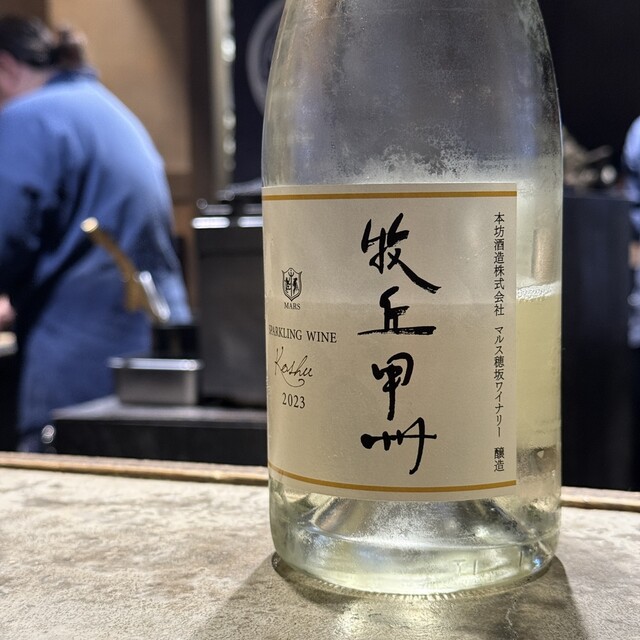 牧丘甲州
本坊酒造株式会社 マルス穂坂ワイナリー 醸造
MARS
SPARKLING WINE
Koshu
2023